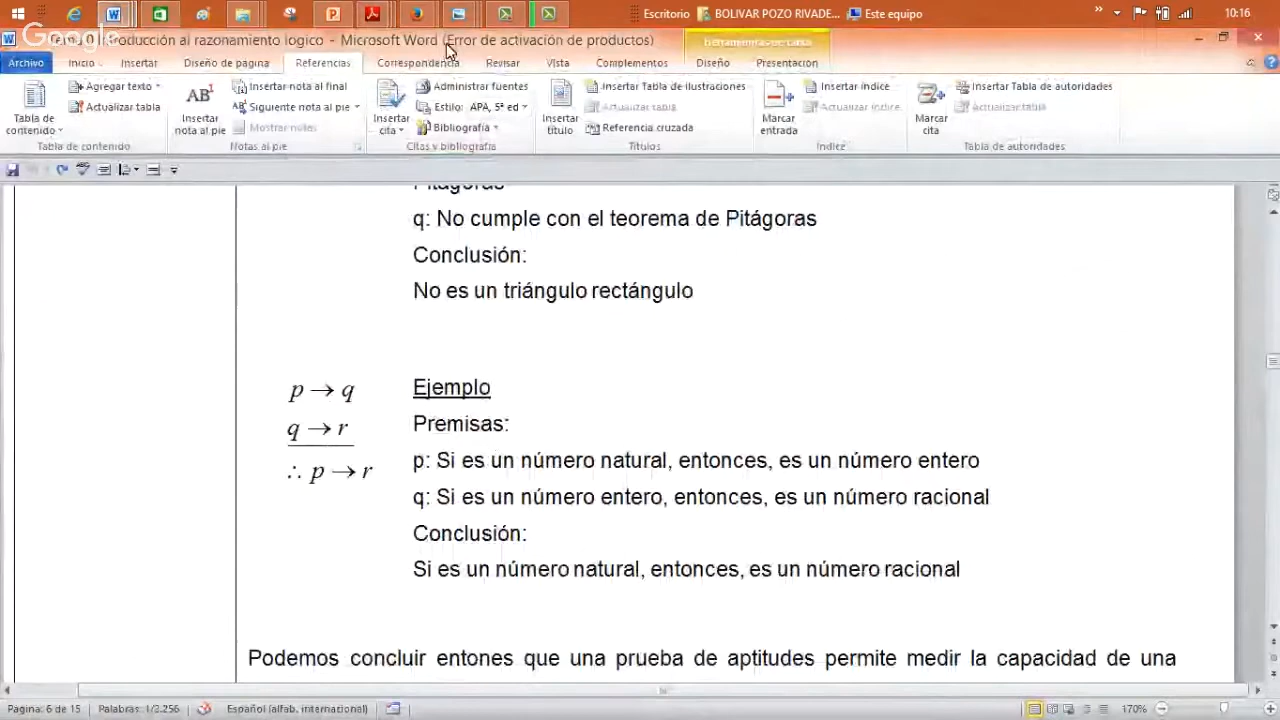 Escritorio
BOLIVAR POZO RIVADE...
Este equipo
10:16
Google
Introducción al razonamiento logico - Microsoft Word (Error de activación de productos)
Herramientas de tabla
Archivo
Inicio
Insertar
Diseño de página
Referencias
Correspondencia
Revisar
Vista
Complementos
Diseño
Presentación
Tabla de contenido
Agregar texto
Actualizar tabla
Tabla de contenido
AB¹
Insertar nota al pie
Insertar nota al final
Siguiente nota al pie
Mostrar notas
Notas al pie
Insertar cita
Administrar fuentes
Estilo: APA, 5ª ed
Bibliografía
Citas y bibliografía
Insertar título
Insertar Tabla de ilustraciones
Actualizar tabla
Referencia cruzada
Títulos
Marcar entrada
Insertar índice
Actualizar índice
Índice
Marcar cita
Insertar Tabla de autoridades
Actualizar tabla
Tabla de autoridades
Pitágoras
q: No cumple con el teorema de Pitágoras
Conclusión:
No es un triángulo rectángulo
p → q
q → r
∴ p → r
Ejemplo
Premisas:
p: Si es un número natural, entonces, es un número entero
q: Si es un número entero, entonces, es un número racional
Conclusión:
Si es un número natural, entonces, es un número racional
Podemos concluir entones que una prueba de aptitudes permite medir la capacidad de una
Página: 6 de 15
Palabras: 1/3.256
Español (alfab. internacional)
170%